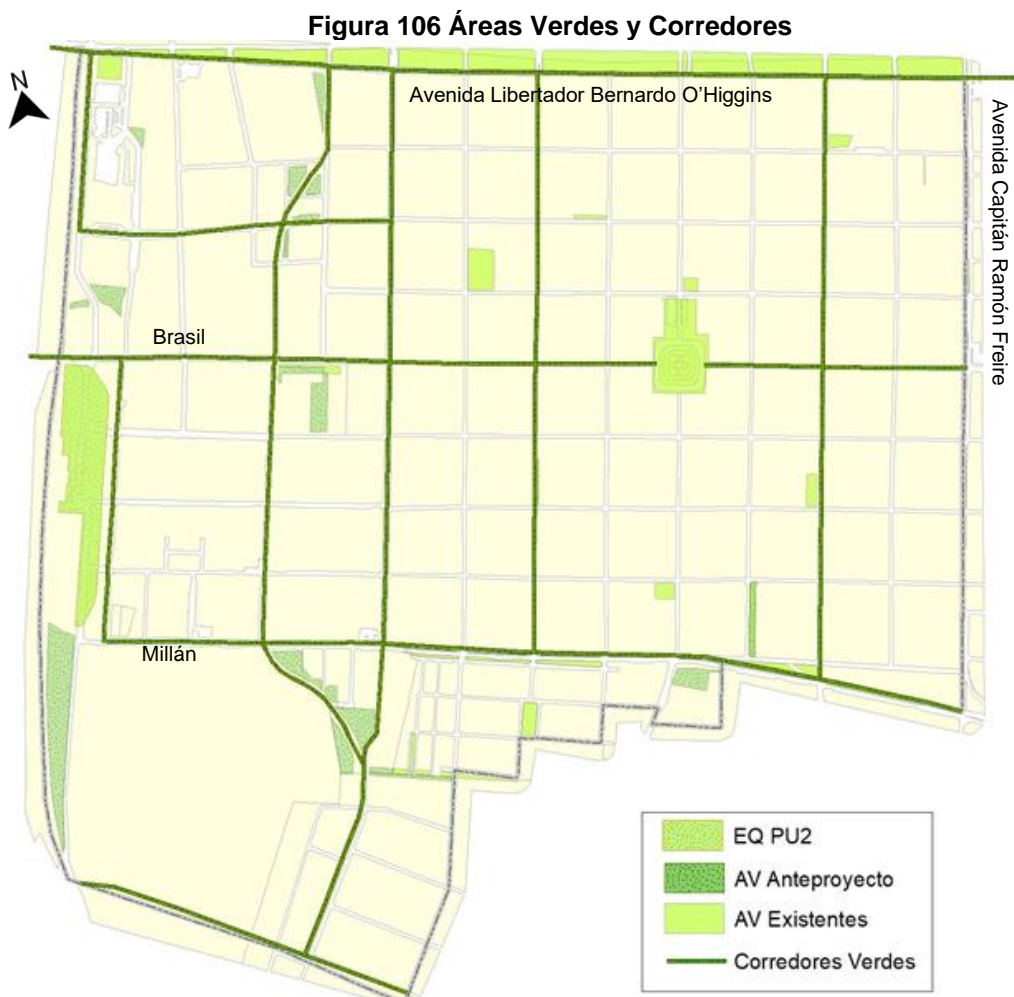 Figura 106 Áreas Verdes y Corredores
N
Avenida Libertador Bernardo O'Higgins
Avenida Capitán Ramón Freire
Brasil
Millán
EQ PU2
AV Anteproyecto
AV Existentes
Corredores Verdes